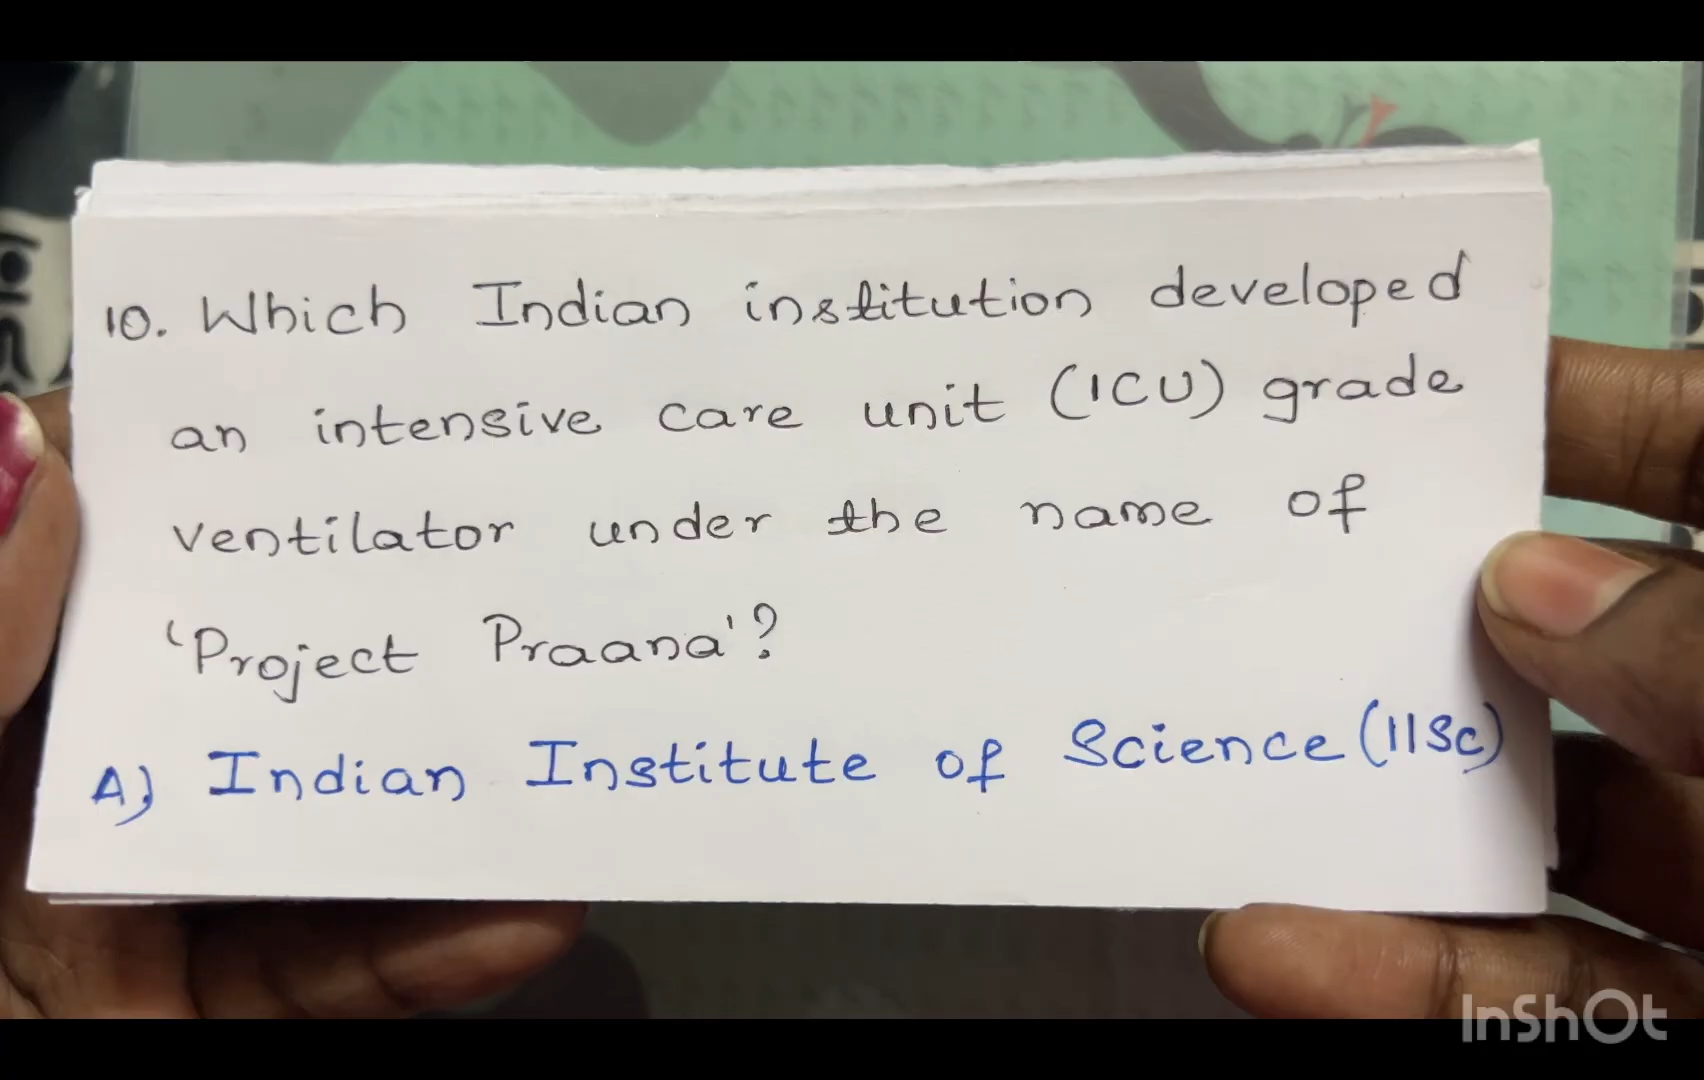 10. Which Indian institution developed
an intensive care unit (ICU) grade
ventilator under the name of
'Project Praana'?
A) Indian Institute of Science (IISc)
InShOt